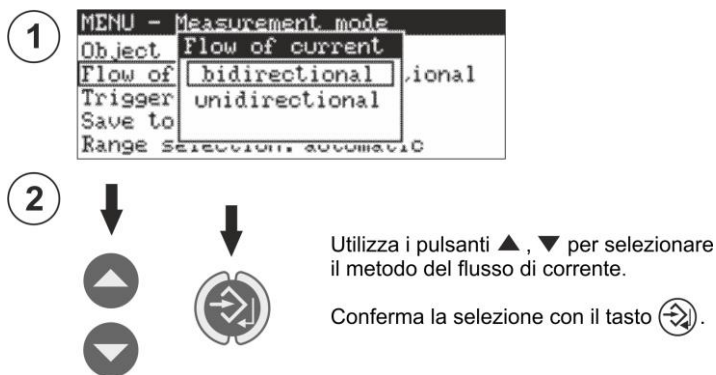 1
MENU - Measurement mode
Flow of current
Object
Flow of
bidirectional
ional
Trigger
unidirectional
Save to
Range selection: automatic
2
Utilizza i pulsanti ▲ , ▼ per selezionare
il metodo del flusso di corrente.
Conferma la selezione con il tasto .